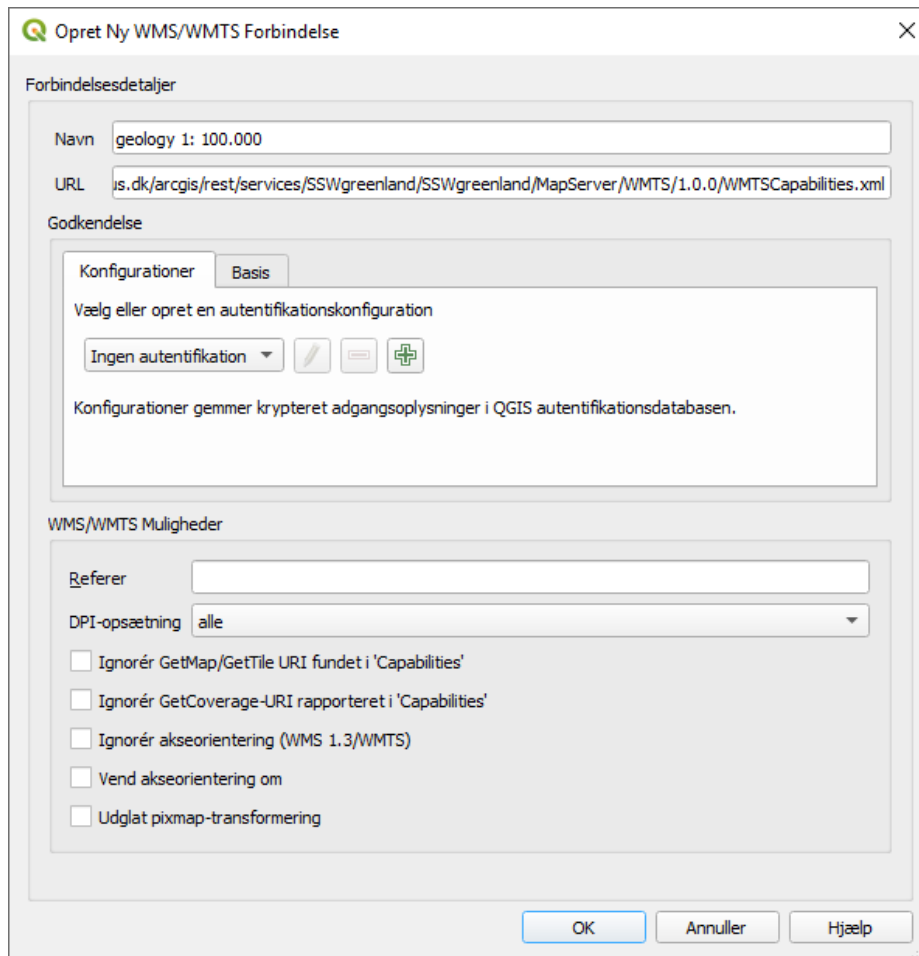 Opret Ny WMS/WMTS Forbindelse
Forbindelsesdetaljer
Navn geology 1: 100.000
URL us.dk/arcgis/rest/services/SSWgreenland/SSWgreenland/MapServer/WMTS/1.0.0/WMTSCapabilities.xml
Godkendelse
Konfigurationer Basis
Vælg eller opret en autentifikationskonfiguration
Ingen autentifikation
Konfigurationer gemmer krypteret adgangsoplysninger i QGIS autentifikationsdatabasen.
WMS/WMTS Muligheder
Referer
DPI-opsætning alle
Ignorér GetMap/GetTile URI fundet i 'Capabilities'
Ignorér GetCoverage-URI rapporteret i 'Capabilities'
Ignorér akseorientering (WMS 1.3/WMTS)
Vend akseorientering om
Udglat pixmap-transformering
OK Annuller Hjælp